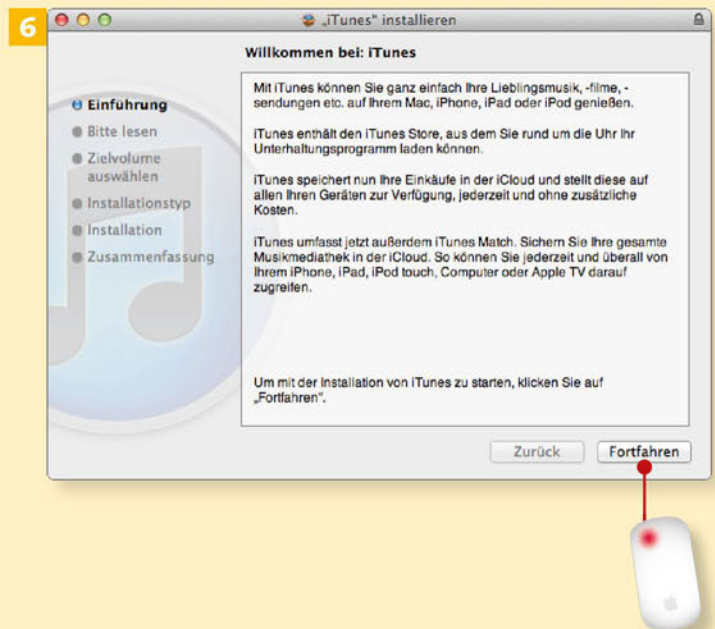 6
„iTunes“ installieren
Willkommen bei: iTunes
Einführung
Bitte lesen
Zielvolume
auswählen
Installationstyp
Installation
Zusammenfassung
Mit iTunes können Sie ganz einfach Ihre Lieblingsmusik, -filme, -
sendungen etc. auf Ihrem Mac, iPhone, iPad oder iPod genießen.
iTunes enthält den iTunes Store, aus dem Sie rund um die Uhr Ihr
Unterhaltungsprogramm laden können.
iTunes speichert nun Ihre Einkäufe in der iCloud und stellt diese auf
allen Ihren Geräten zur Verfügung, jederzeit und ohne zusätzliche
Kosten.
iTunes umfasst jetzt außerdem iTunes Match. Sichern Sie Ihre gesamte
Musikmediathek in der iCloud. So können Sie jederzeit und überall von
Ihrem iPhone, iPad, iPod touch, Computer oder Apple TV darauf
zugreifen.
Um mit der Installation von iTunes zu starten, klicken Sie auf
„Fortfahren“.
Zurück
Fortfahren